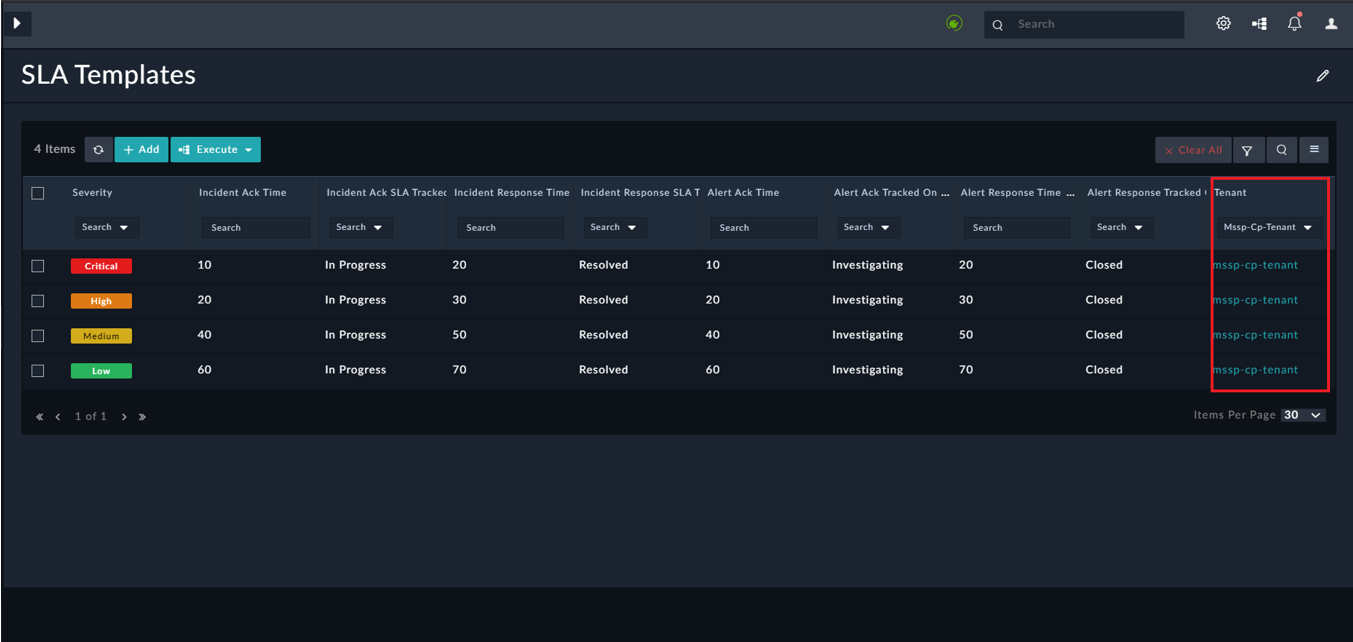 Search
SLA Templates
4 Items + Add Execute × Clear All
Severity Incident Ack Time Incident Ack SLA Tracked Incident Response Time Incident Response SLA T Alert Ack Time Alert Ack Tracked On ... Alert Response Time ... Alert Response Tracked Tenant
Search Search Search Search Search Search Search Search Search Mssp-Cp-Tenant
Critical 10 In Progress 20 Resolved 10 Investigating 20 Closed mssp-cp-tenant
High 20 In Progress 30 Resolved 20 Investigating 30 Closed mssp-cp-tenant
Medium 40 In Progress 50 Resolved 40 Investigating 50 Closed mssp-cp-tenant
Low 60 In Progress 70 Resolved 60 Investigating 70 Closed mssp-cp-tenant
« ‹ 1 of 1 › » Items Per Page 30